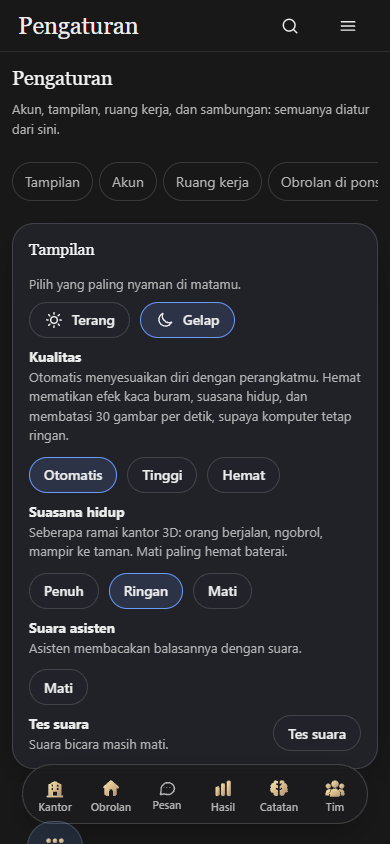 Pengaturan
Pengaturan
Akun, tampilan, ruang kerja, dan sambungan: semuanya diatur
dari sini.
Tampilan
Akun
Ruang kerja
Obrolan di
Tampilan
Pilih yang paling nyaman di matamu.
Terang
Gelap
Kualitas
Otomatis menyesuaikan diri dengan perangkatmu. Hemat
mematikan efek kaca buram, suasana hidup, dan
membatasi 30 gambar per detik, supaya komputer tetap
ringan.
Otomatis
Tinggi
Hemat
Suasana hidup
Seberapa ramai kantor 3D: orang berjalan, ngobrol,
mampir ke taman. Mati paling hemat baterai.
Penuh
Ringan
Mati
Suara asisten
Asisten membacakan balasannya dengan suara.
Mati
Tes suara
Suara bicara masih mati.
Tes suara
Kantor
Obrolan
Pesan
Hasil
Catatan
Tim